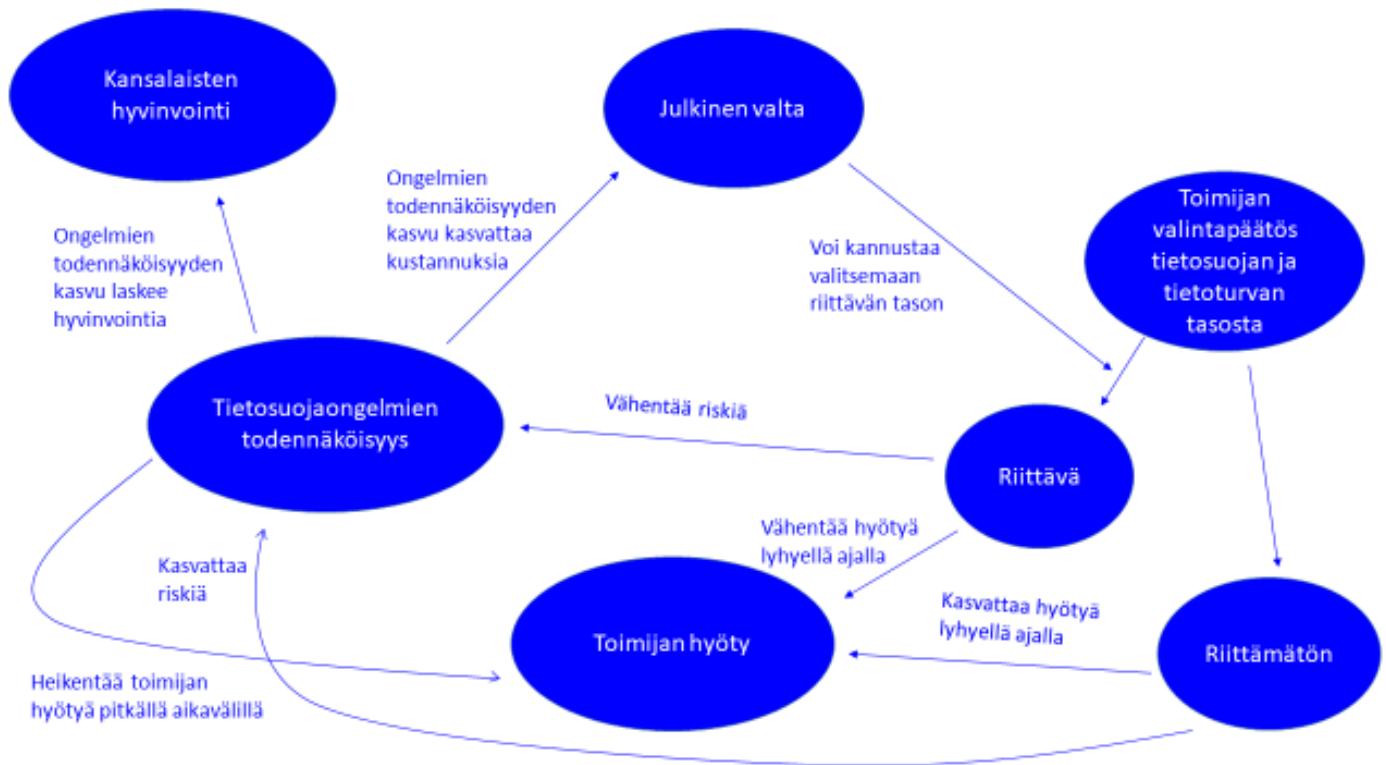 Kansalaisten
hyvinvointi
Julkinen valta
Ongelmien
todennäköisyyden
kasvu kasvattaa
kustannuksia
Toimijan
valintapäätös
tietosuojan ja
tietoturvan
tasosta
Ongelmien
todennäköisyyden
kasvu laskee
hyvinvointia
Voi kannustaa
valitsemaan
riittävän tason
Tietosuojaongelmien
todennäköisyys
Vähentää riskiä
Riittävä
Vähentää hyötyä
lyhyellä ajalla
Kasvattaa
riskiä
Kasvattaa hyötyä
lyhyellä ajalla
Toimijan hyöty
Riittämätön
Heikentää toimijan
hyötyä pitkällä aikavälillä